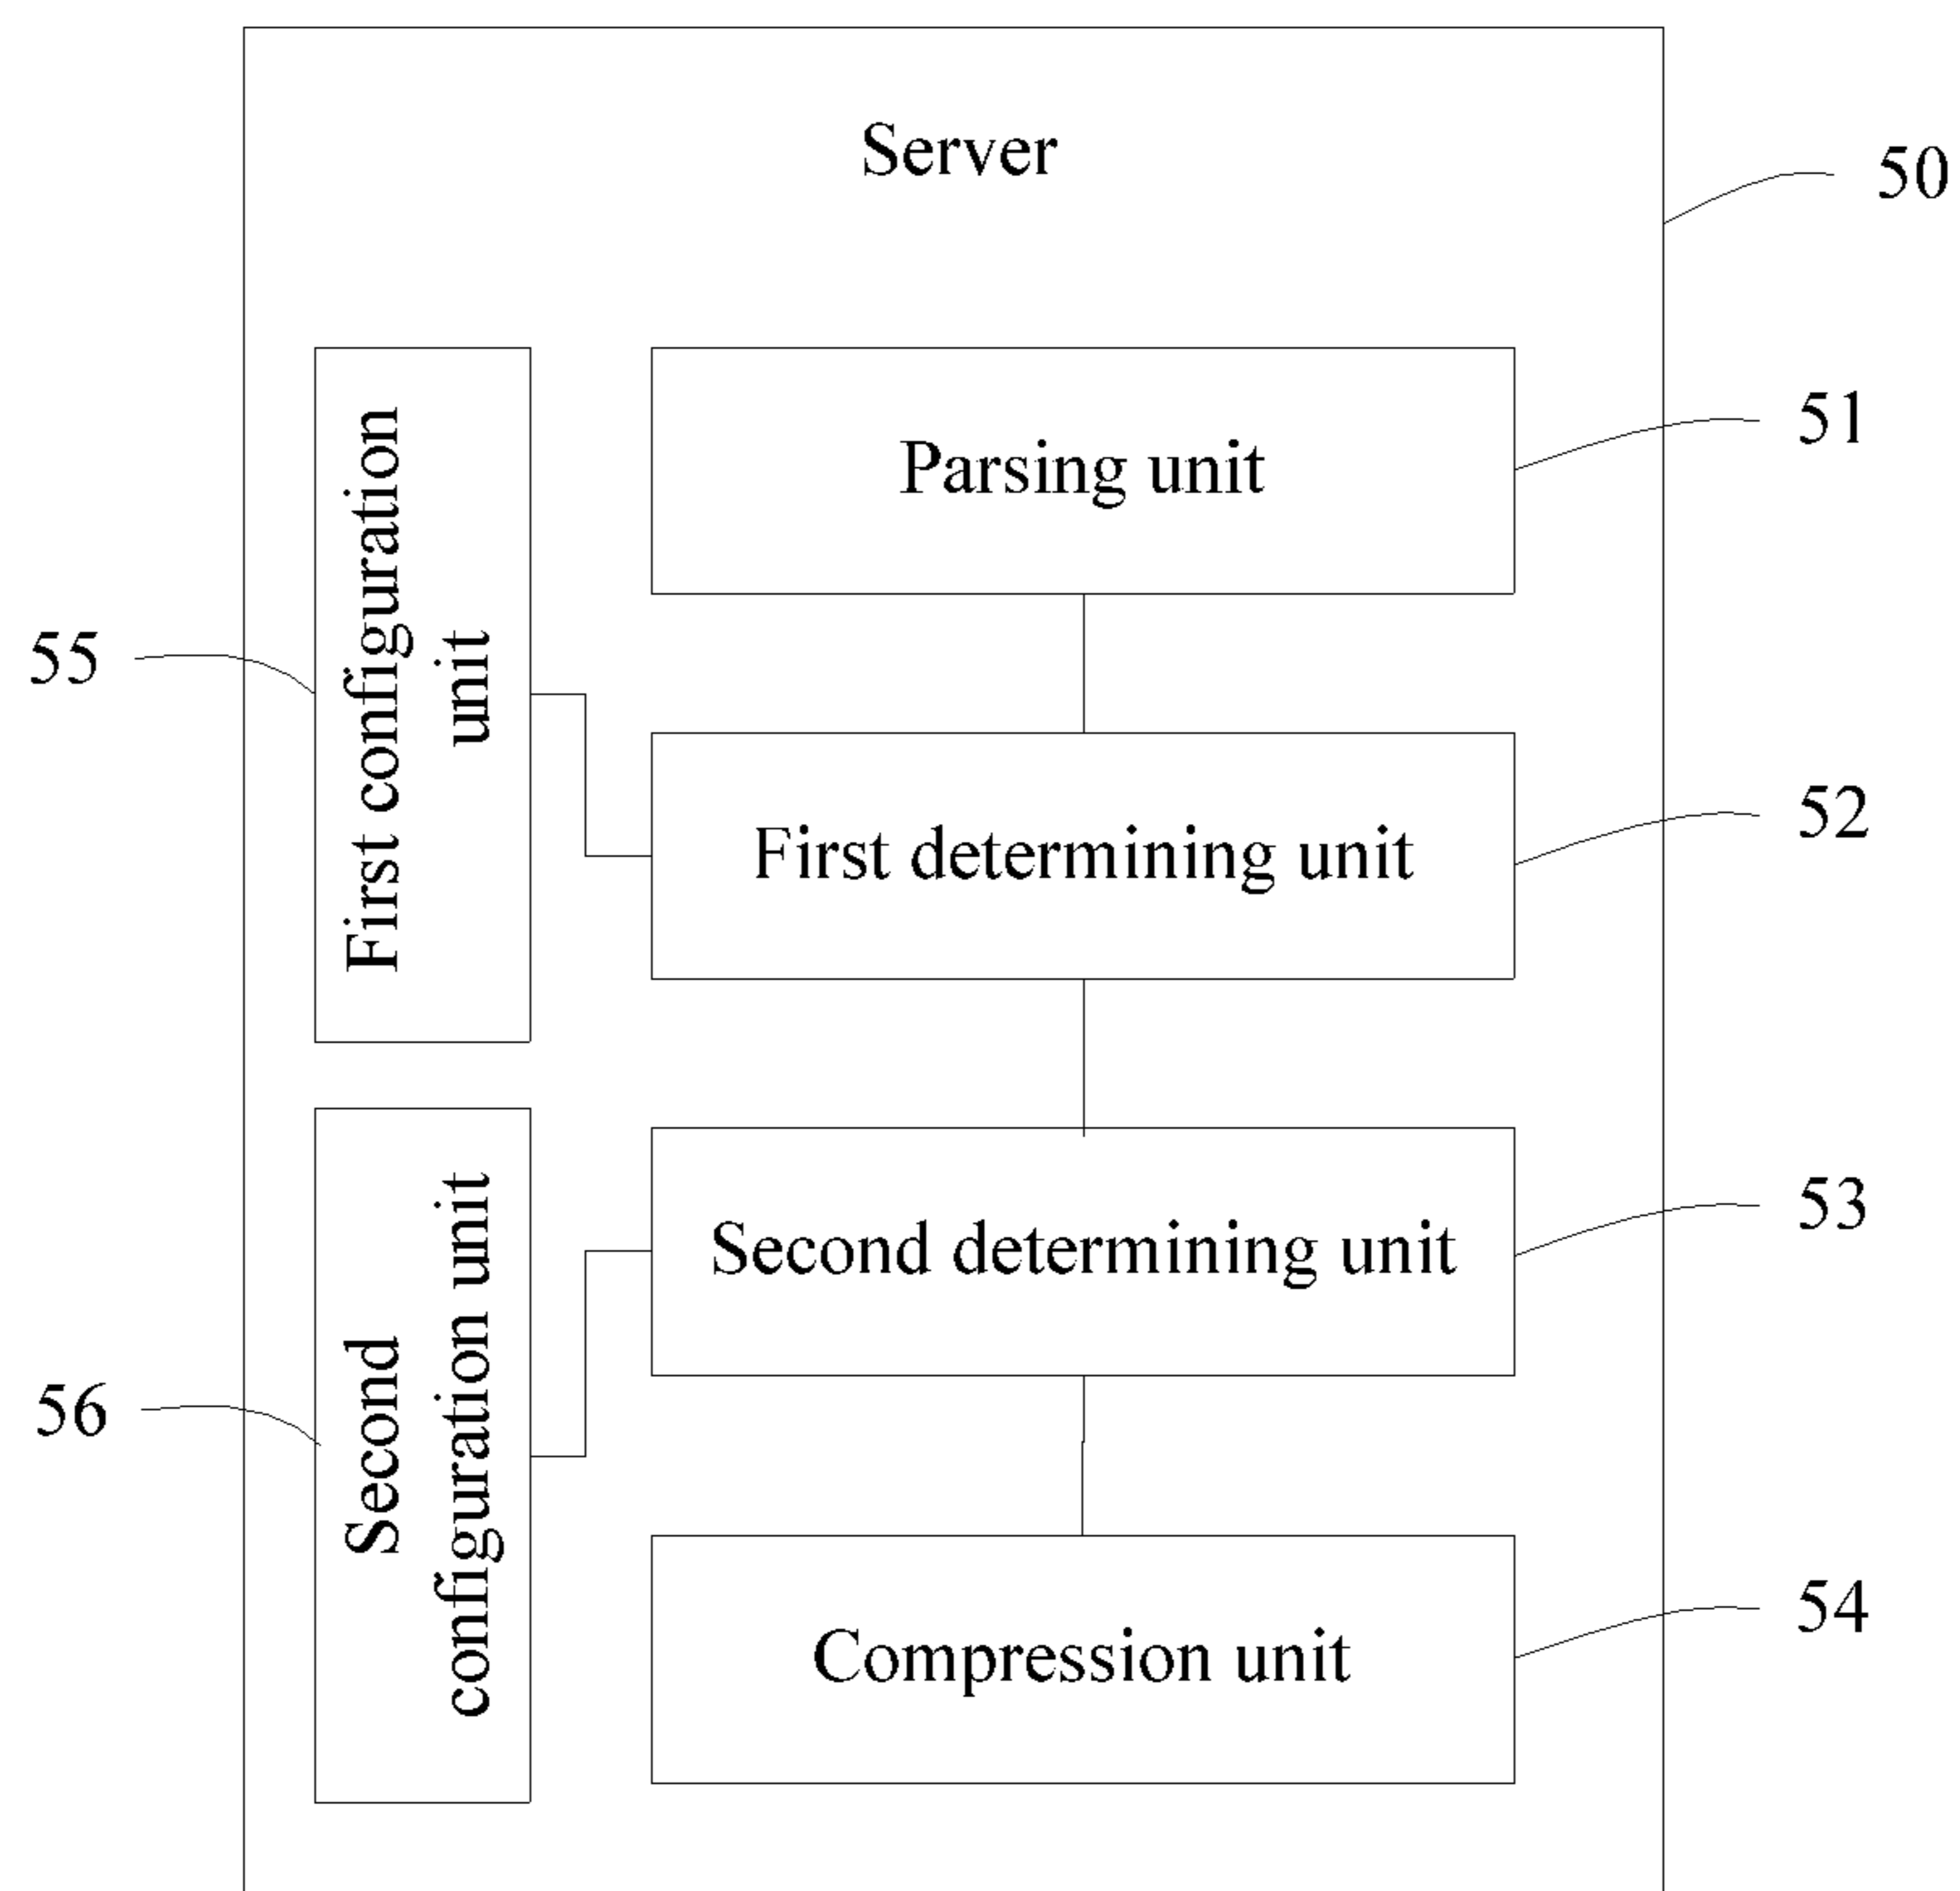 Server
50
Parsing unit
51
First configuration
unit
55
First determining unit
52
Second determining unit
53
Second
configuration unit
56
Compression unit
54